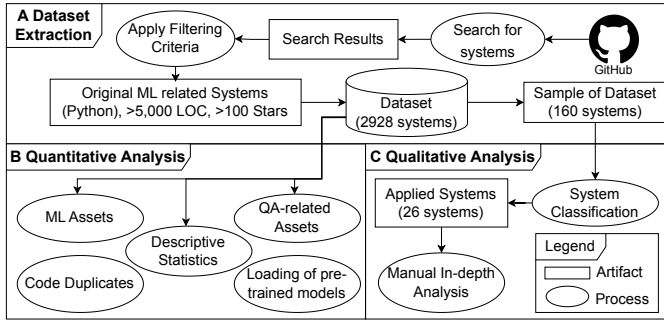 A Dataset
Extraction
Apply Filtering
Criteria
Search Results
Search for
systems
GitHub
Original ML related Systems
(Python), >5,000 LOC, >100 Stars
Dataset
(2928 systems)
Sample of Dataset
(160 systems)
B Quantitative Analysis
ML Assets
QA-related
Assets
Descriptive
Statistics
Code Duplicates
Loading of pre-
trained models
C Qualitative Analysis
Applied Systems
(26 systems)
System
Classification
Manual In-depth
Analysis
Legend
Artifact
Process